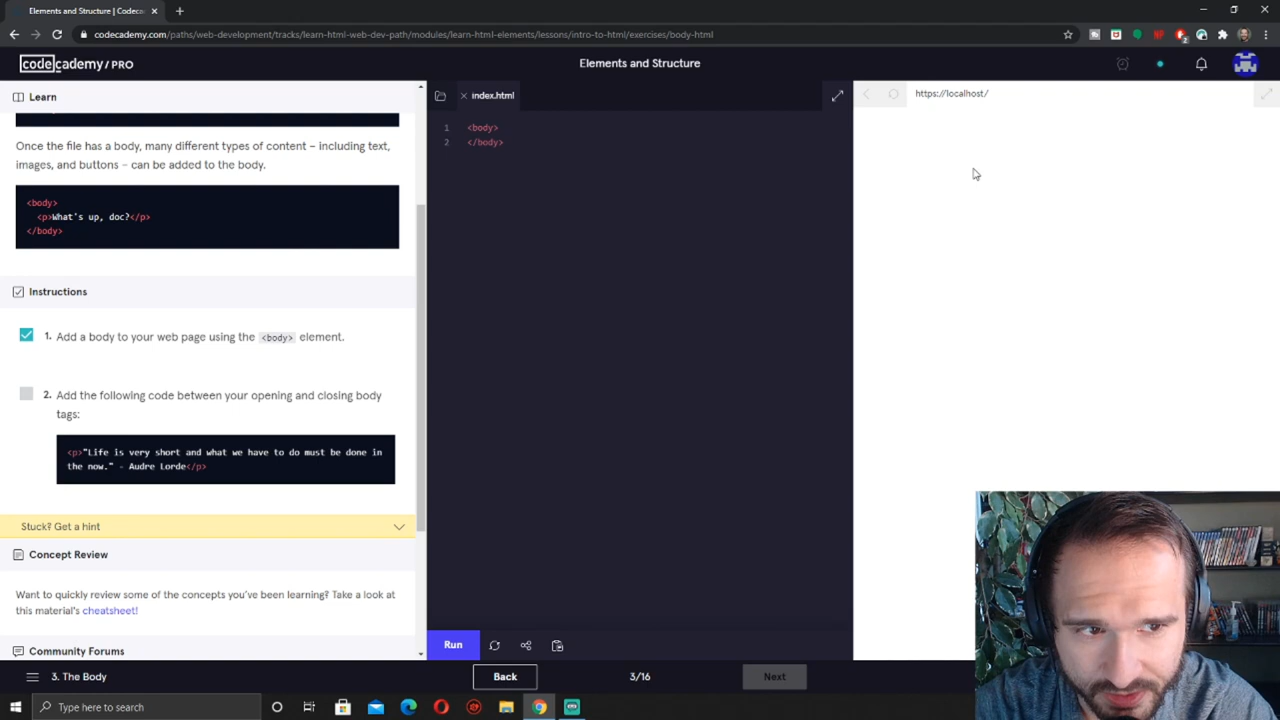 Elements and Structure | Codeca
codecademy.com/paths/web-development/tracks/learn-html-web-dev-path/modules/learn-html-elements/lessons/intro-to-html/exercises/body-html
codecademy / PRO
Elements and Structure
Learn
index.html
https://localhost/
Once the file has a body, many different types of content – including text,
images, and buttons – can be added to the body.
<body>
<p>What's up, doc?</p>
</body>
1 <body>
2 </body>
Instructions
1. Add a body to your web page using the <body> element.
2. Add the following code between your opening and closing body
tags:
<p>"Life is very short and what we have to do must be done in
the now." - Audre Lorde</p>
Stuck? Get a hint
Concept Review
Want to quickly review some of the concepts you've been learning? Take a look at
this material's cheatsheet!
Community Forums
Run
3. The Body
Back
3/16
Next
Type here to search